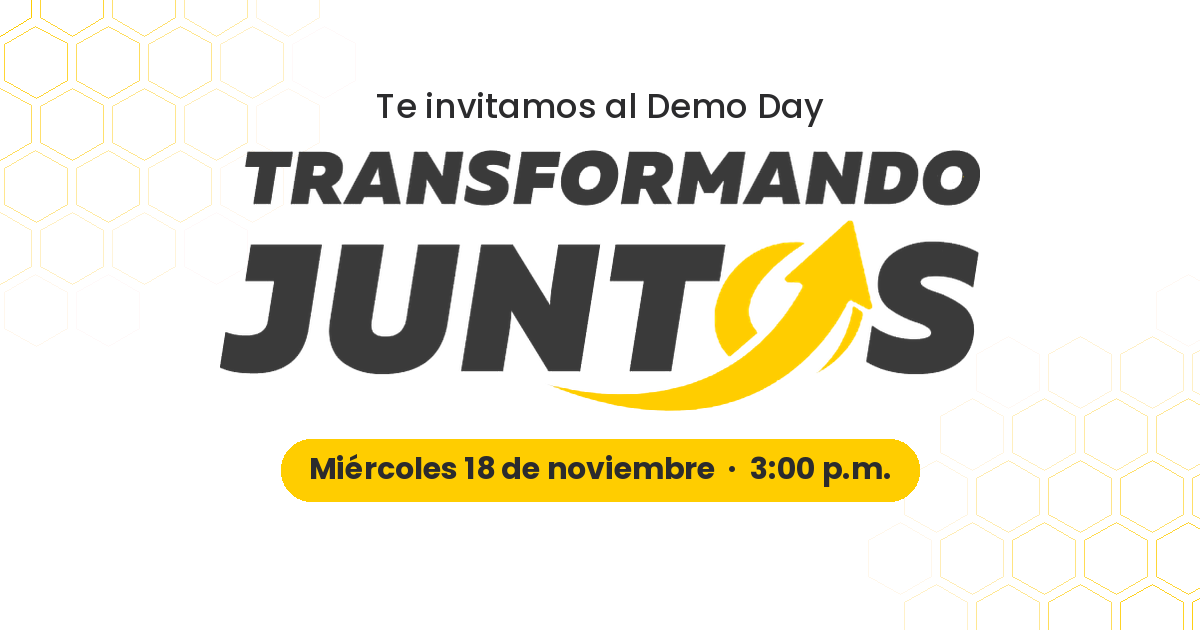 Te invitamos al Demo Day
TRANSFORMANDO
JUNTOS
Miércoles 18 de noviembre · 3:00 p.m.